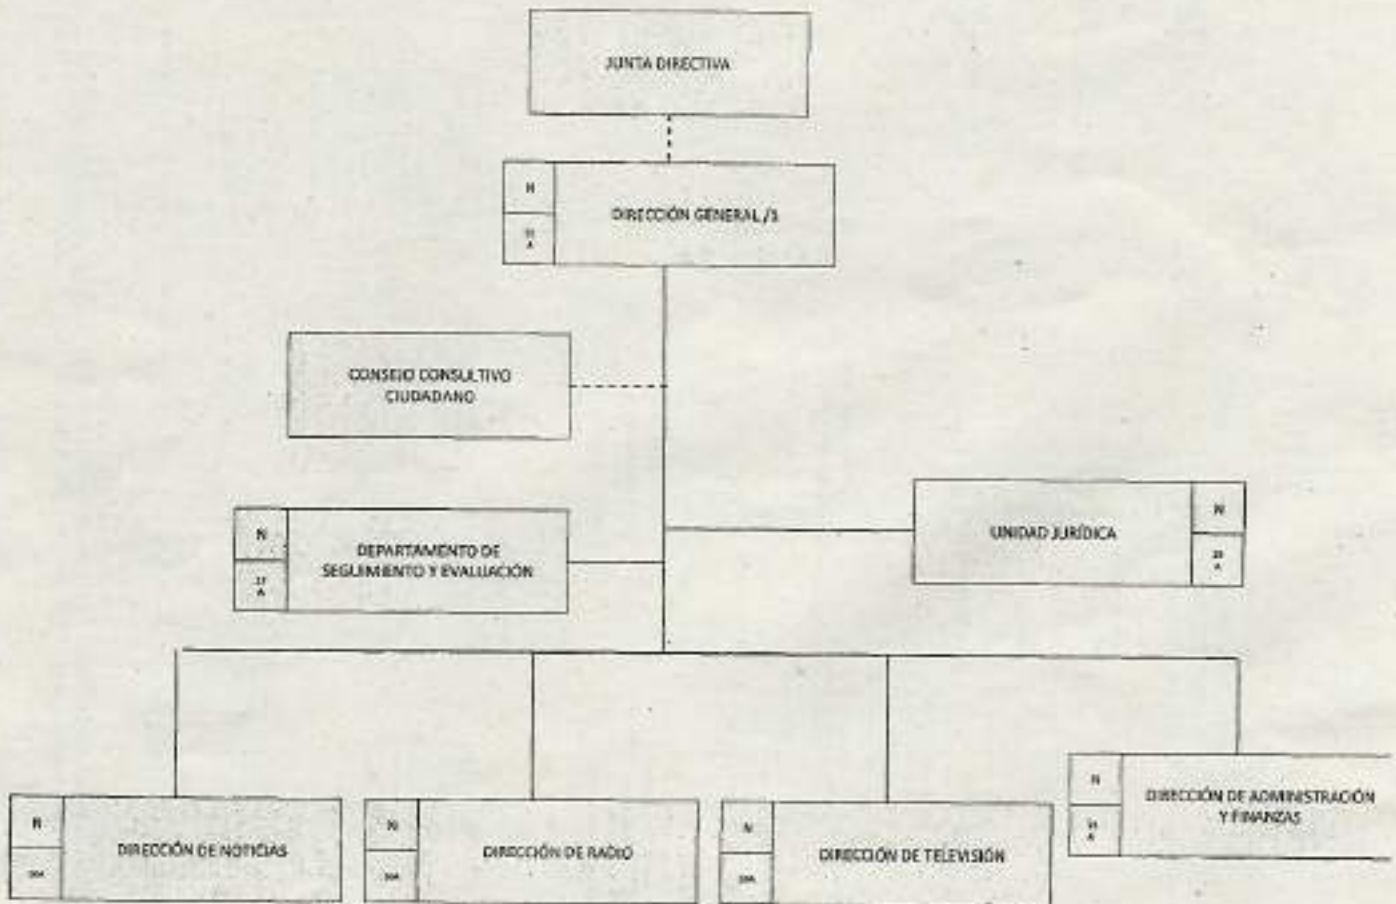 JUNTA DIRECTIVA
N
DIRECCIÓN GENERAL /1
CONSEJO CONSULTIVO
CIUDADANO
N
17
A
DEPARTAMENTO DE
SEGUIMIENTO Y EVALUACIÓN
UNIDAD JURÍDICA
N
A
N
DIRECCIÓN DE NOTICIAS
N
DIRECCIÓN DE RADIO
N
DIRECCIÓN DE TELEVISIÓN
N
A
DIRECCIÓN DE ADMINISTRACIÓN
Y FINANZAS